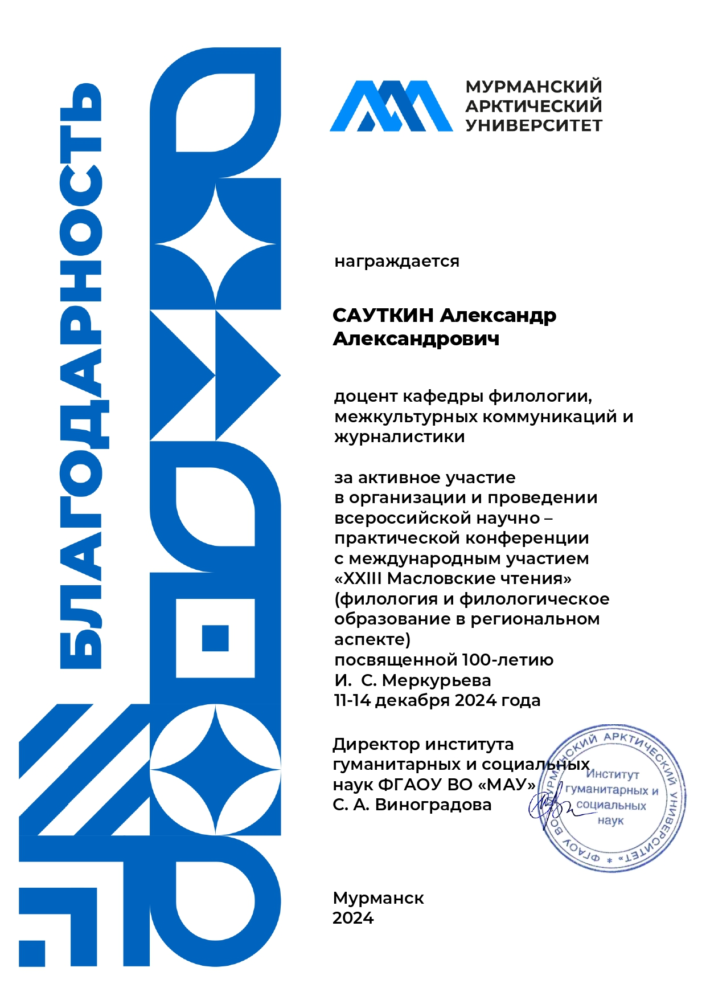 БЛАГОДАРНОСТЬ
МУРМАНСКИЙ
АРКТИЧЕСКИЙ
УНИВЕРСИТЕТ
награждается
САУТКИН Александр
Александрович
доцент кафедры филологии,
межкультурных коммуникаций и
журналистики
за активное участие
в организации и проведении
всероссийской научно –
практической конференции
с международным участием
«XXIII Масловские чтения»
(филология и филологическое
образование в региональном
аспекте)
посвященной 100-летию
И.  С. Меркурьева
11-14 декабря 2024 года
Директор института
гуманитарных и социальных
наук ФГАОУ ВО «МАУ»
С. А. Виноградова
ФГАОУ ВО «МУРМАНСКИЙ АРКТИЧЕСКИЙ УНИВЕРСИТЕТ» *
Институт
гуманитарных и
социальных
наук
Мурманск
2024